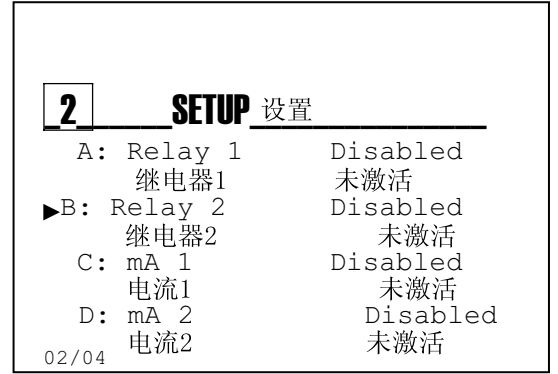 2 SETUP 设置
A: Relay 1 Disabled
继电器1 未激活
▶B: Relay 2 Disabled
继电器2 未激活
C: mA 1 Disabled
电流1 未激活
D: mA 2 Disabled
电流2 未激活
02/04